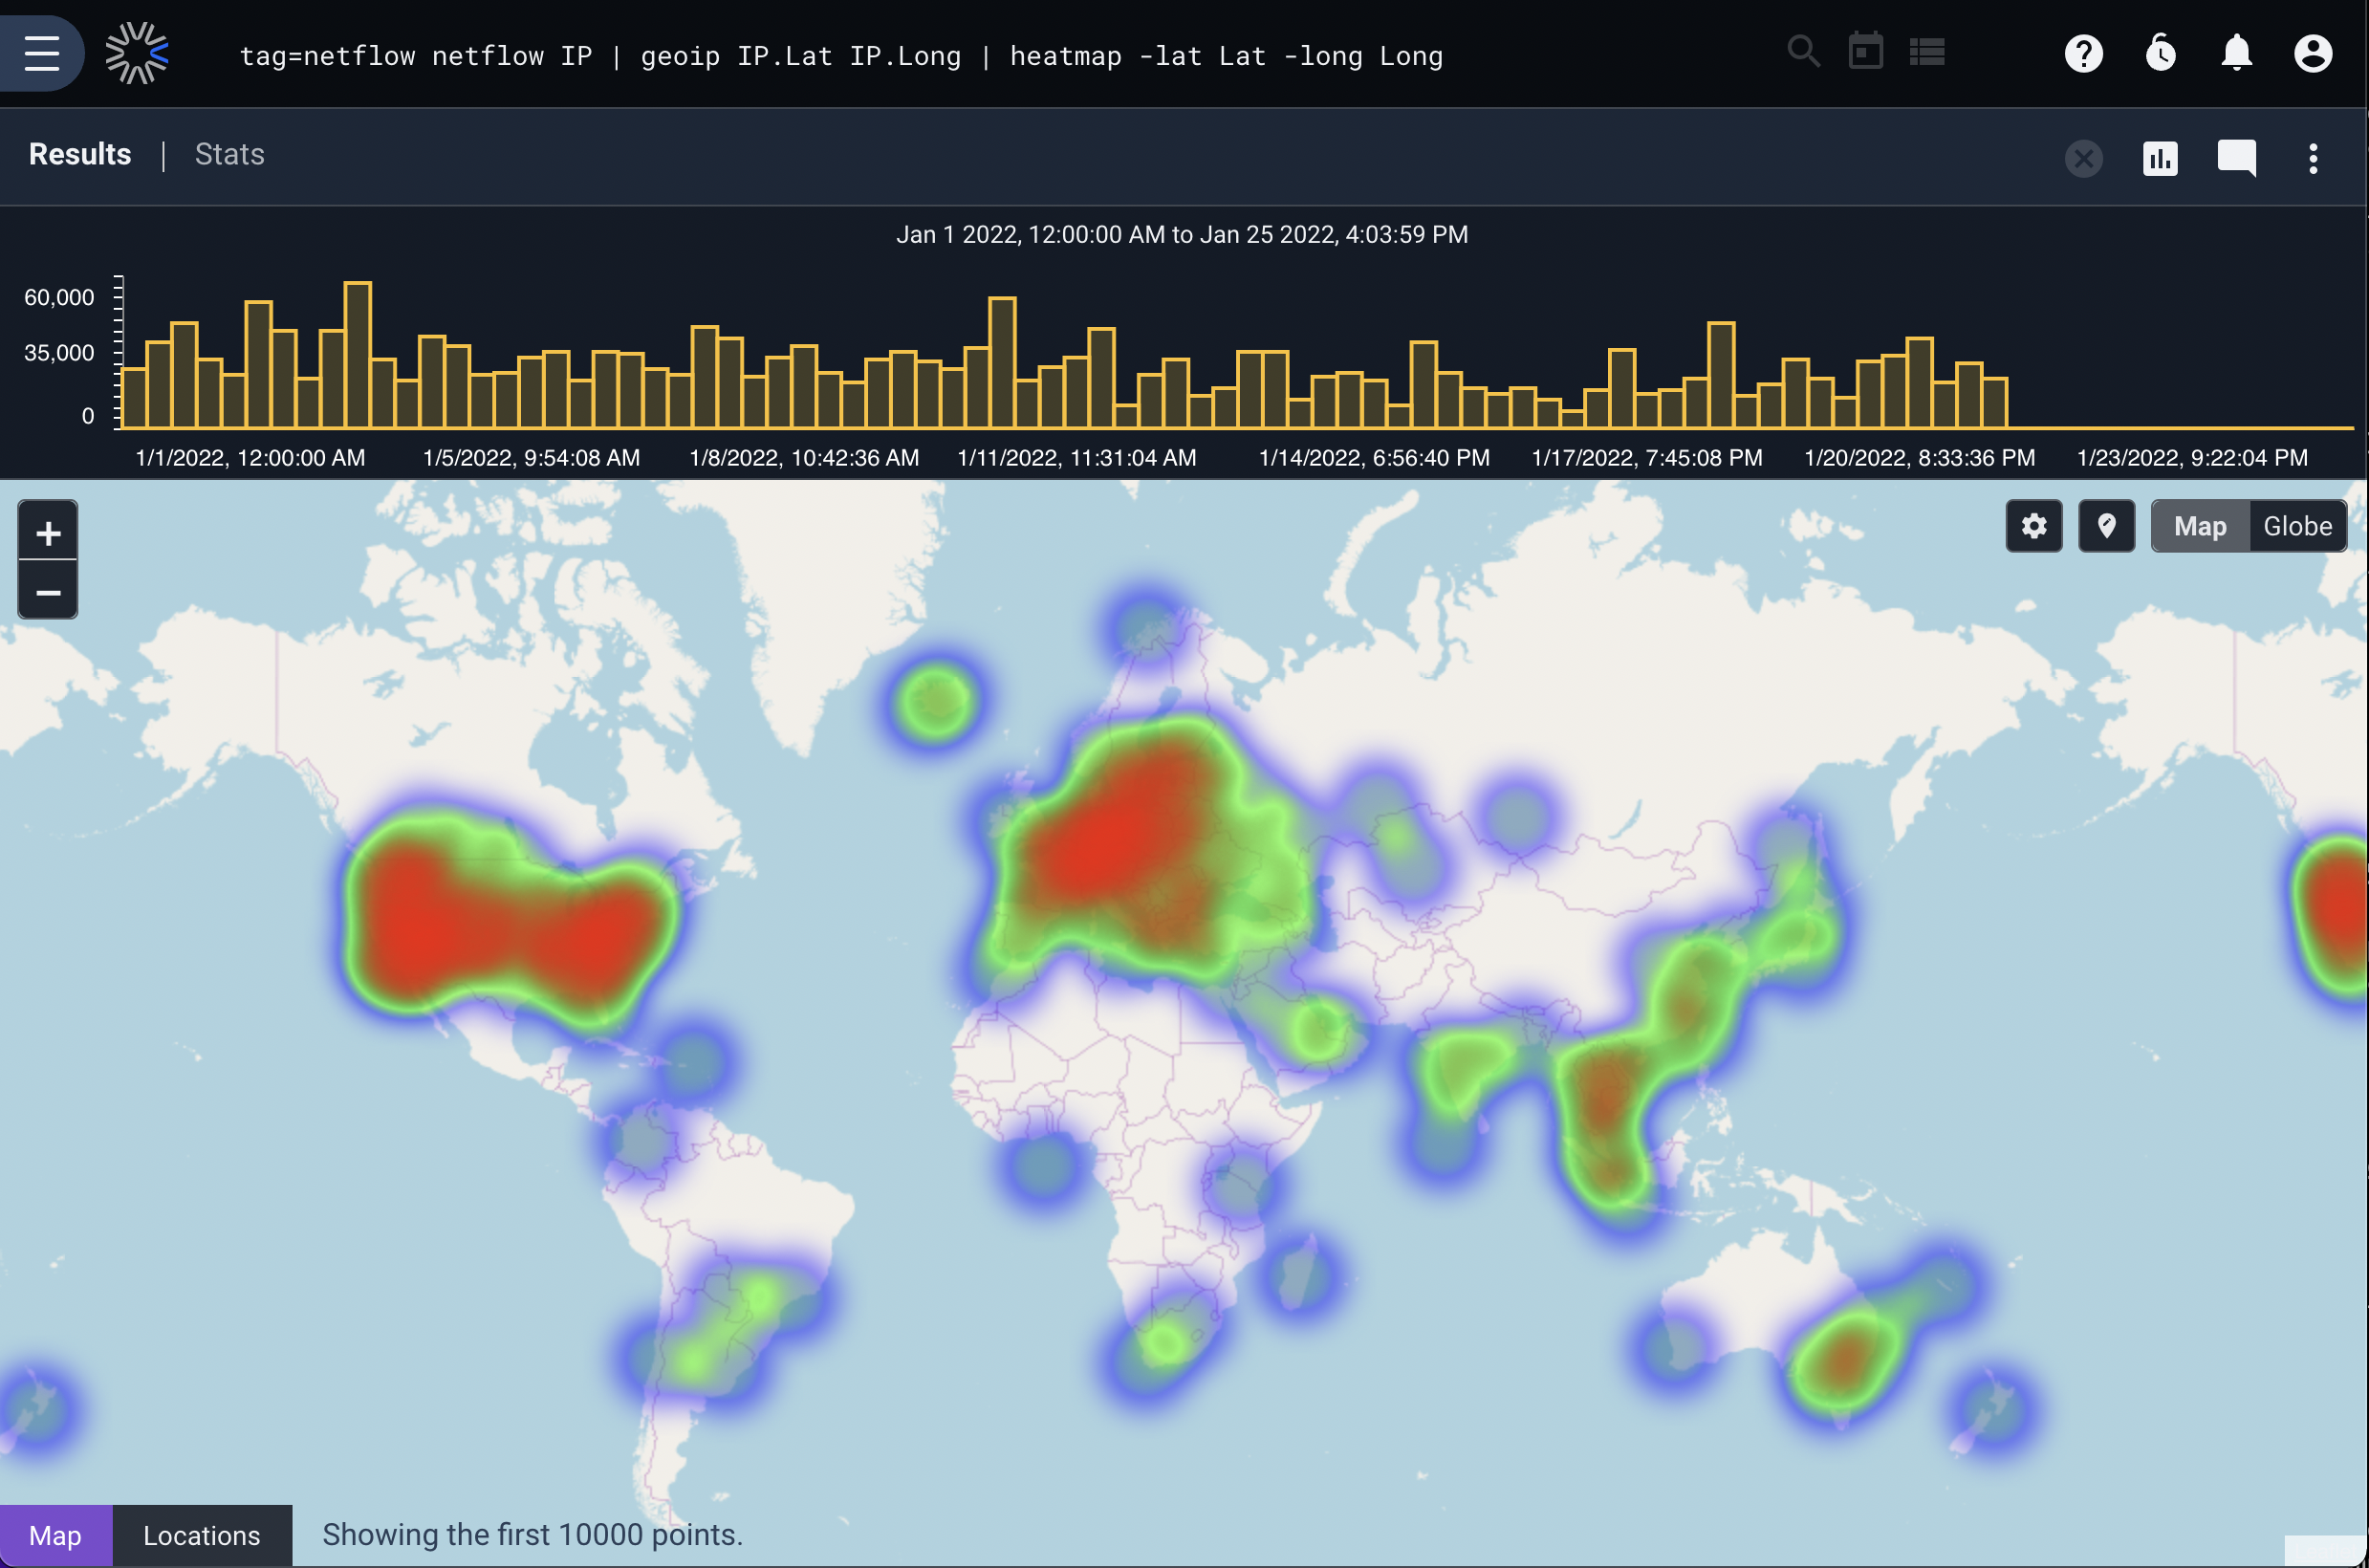 tag=netflow netflow IP | geoip IP.Lat IP.Long | heatmap -lat Lat -long Long
Results | Stats
Jan 1 2022, 12:00:00 AM to Jan 25 2022, 4:03:59 PM
60,000
35,000
0
1/1/2022, 12:00:00 AM 1/5/2022, 9:54:08 AM 1/8/2022, 10:42:36 AM 1/11/2022, 11:31:04 AM 1/14/2022, 6:56:40 PM 1/17/2022, 7:45:08 PM 1/20/2022, 8:33:36 PM 1/23/2022, 9:22:04 PM
+
−
Map Globe
Map Locations Showing the first 10000 points.